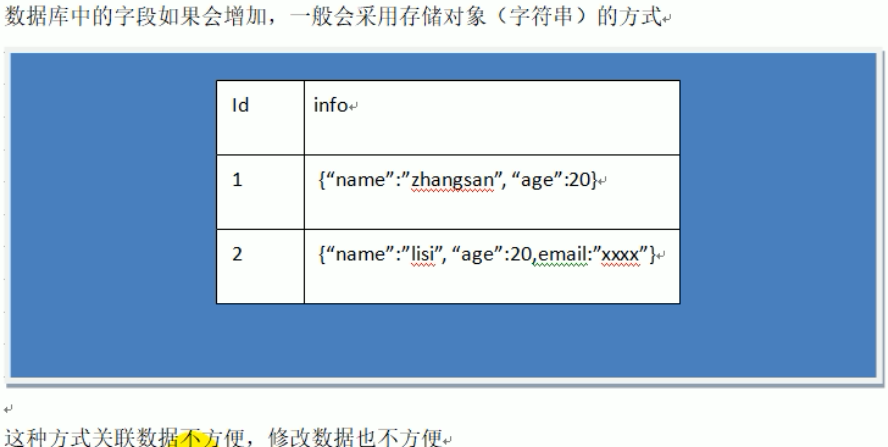 数据库中的字段如果会增加，一般会采用存储对象（字符串）的方式
Id info
1 {“name”:”zhangsan”, “age”:20}
2 {“name”:”lisi”, “age”:20,email:”xxxx”}
这种方式关联数据不方便，修改数据也不方便